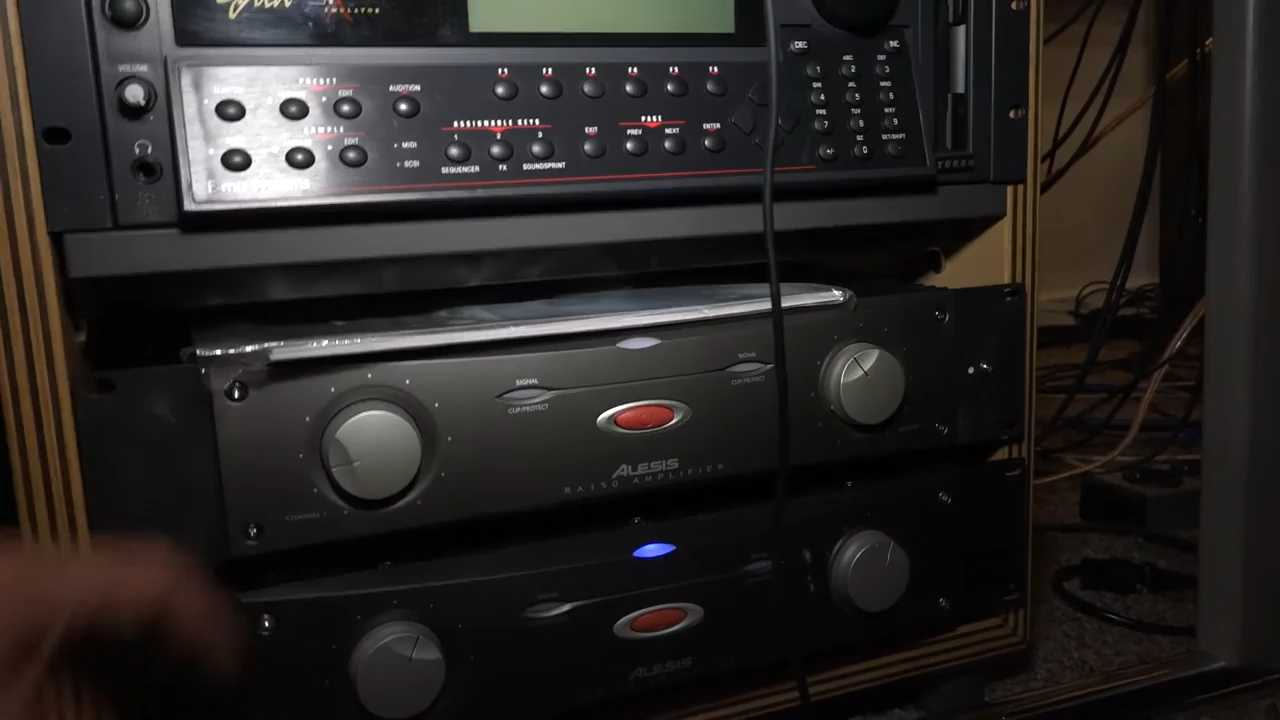 EMULATOR
VOLUME
MASTER
PRESET
EDIT
AUDITION
F1 F2 F3 F4 F5 F6
DEC
INC
1 2 3
4 5 6
7 8 9
+/- 0
ABC DEF
GHI JKL MNO
PRS TUV WXY
QZ SET/SHIFT
SAMPLE
EDIT
MIDI
SCSI
ASSIGNABLE KEYS
1 2 3
SEQUENCER FX SOUNDSPRINT
EXIT
PAGE
PREV NEXT
ENTER
E-mu systems
TURBO
SIGNAL
CLIP/PROTECT
SIGNAL
CLIP/PROTECT
ALESIS
RA150 AMPLIFIER
Channel 1
ALESIS